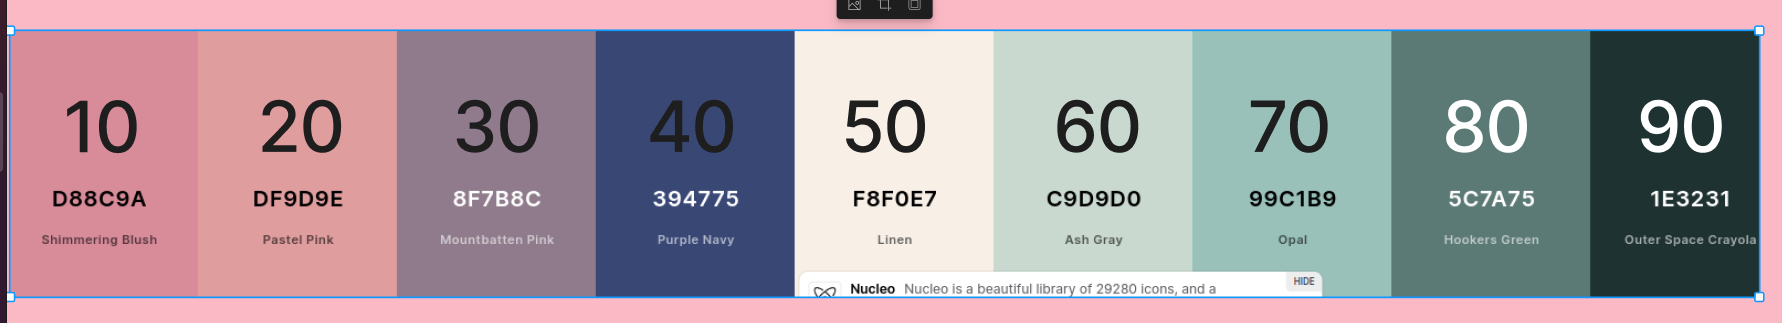 10 20 30 40 50 60 70 80 90
D88C9A DF9D9E 8F7B8C 394775 F8F0E7 C9D9D0 99C1B9 5C7A75 1E3231
Shimmering Blush Pastel Pink Mountbatten Pink Purple Navy Linen Ash Gray Opal Hookers Green Outer Space Crayola
HIDE
Nucleo Nucleo is a beautiful library of 29280 icons, and a